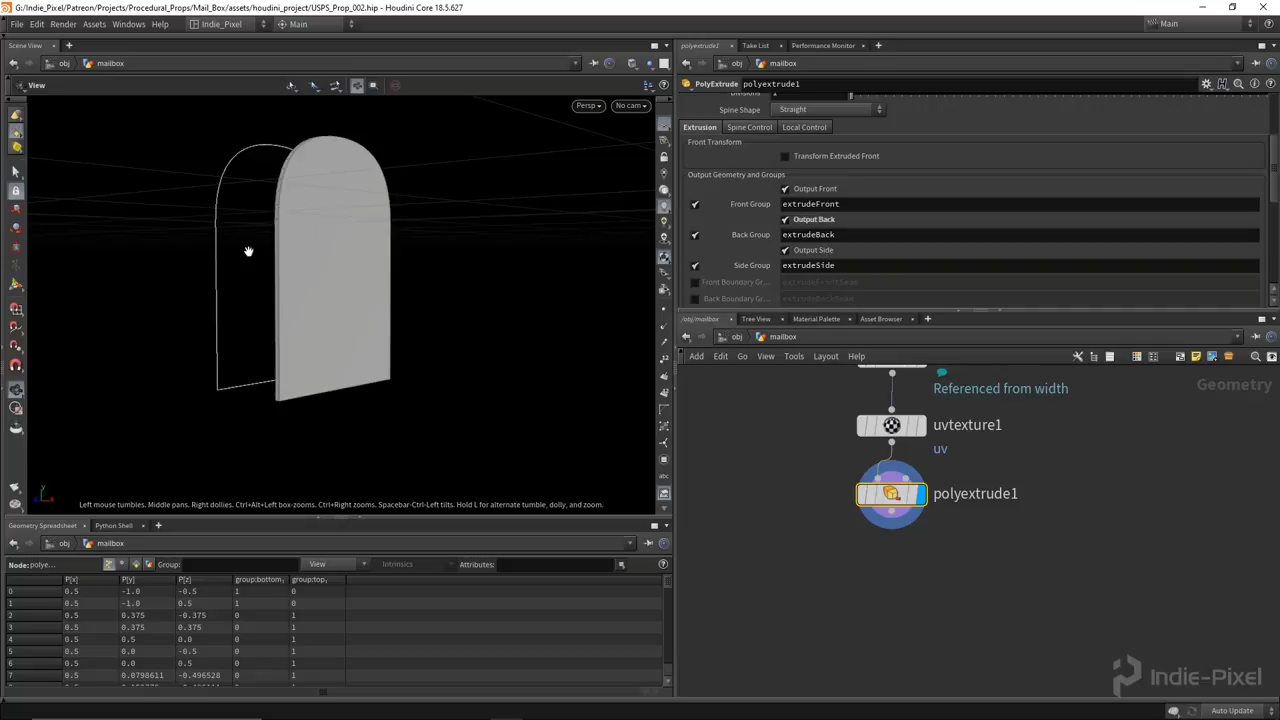 G:/Indie_Pixel/Patreon/Projects/Procedural_Props/Mail_Box/assets/houdini_project/USPS_Prop_002.hip - Houdini Core 18.5.627
File Edit Render Assets Windows Help Indie_Pixel Main Main
Scene View
obj mailbox
View
Persp No cam
Left mouse tumbles. Middle pans. Right dollies. Ctrl+Alt+Left box-zooms. Ctrl+Right zooms. Spacebar-Ctrl-Left tilts. Hold L for alternate tumble, dolly, and zoom.
Geometry Spreadsheet Python Shell
obj mailbox
Node: polye... Group: View Intrinsics Attributes:
P[x] P[y] P[z] group:bottom group:top
0 0.5 -1.0 -0.5 1 0
1 0.5 -1.0 0.5 1 0
2 0.5 0.375 -0.375 0 1
3 0.5 0.375 0.375 0 1
4 0.5 0.5 0.0 0 1
5 0.5 0.0 -0.5 0 1
6 0.5 0.0 0.5 0 1
7 0.5 0.0798611 -0.496528 0 1
polyextrude1 Take List Performance Monitor
obj mailbox
PolyExtrude polyextrude1
Divisions
Spine Shape Straight
Extrusion Spine Control Local Control
Front Transform
Transform Extruded Front
Output Geometry and Groups
Output Front
Front Group extrudeFront
Output Back
Back Group extrudeBack
Output Side
Side Group extrudeSide
Front Boundary Gr... extrudeFrontSeam
Back Boundary Gr... extrudeBackSeam
/obj/mailbox Tree View Material Palette Asset Browser
obj mailbox
Add Edit Go View Tools Layout Help
Geometry
Referenced from width
uvtexture1
uv
polyextrude1
Indie-Pixel
Auto Update